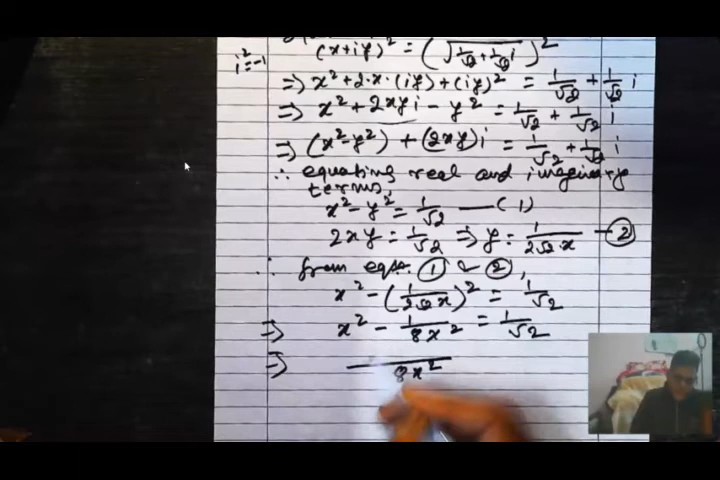 (x+iy)² = (√(1/√2 + 1/√2 i))²
i² = -1
⇒ x² + 2·x·(iy) + (iy)² = 1/√2 + 1/√2 i
⇒ x² + 2xyi - y² = 1/√2 + 1/√2 i
⇒ (x² - y²) + (2xy)i = 1/√2 + 1/√2 i
∴ equating real and imaginary
terms,
x² - y² = 1/√2 — (1)
2xy = 1/√2 ⇒ y = 1/(2√2·x) — ②
∴ from eqn. ① & ②,
x² - (1/(2√2x))² = 1/√2
⇒ x² - 1/(8x²) = 1/√2
⇒ —/(8x²)